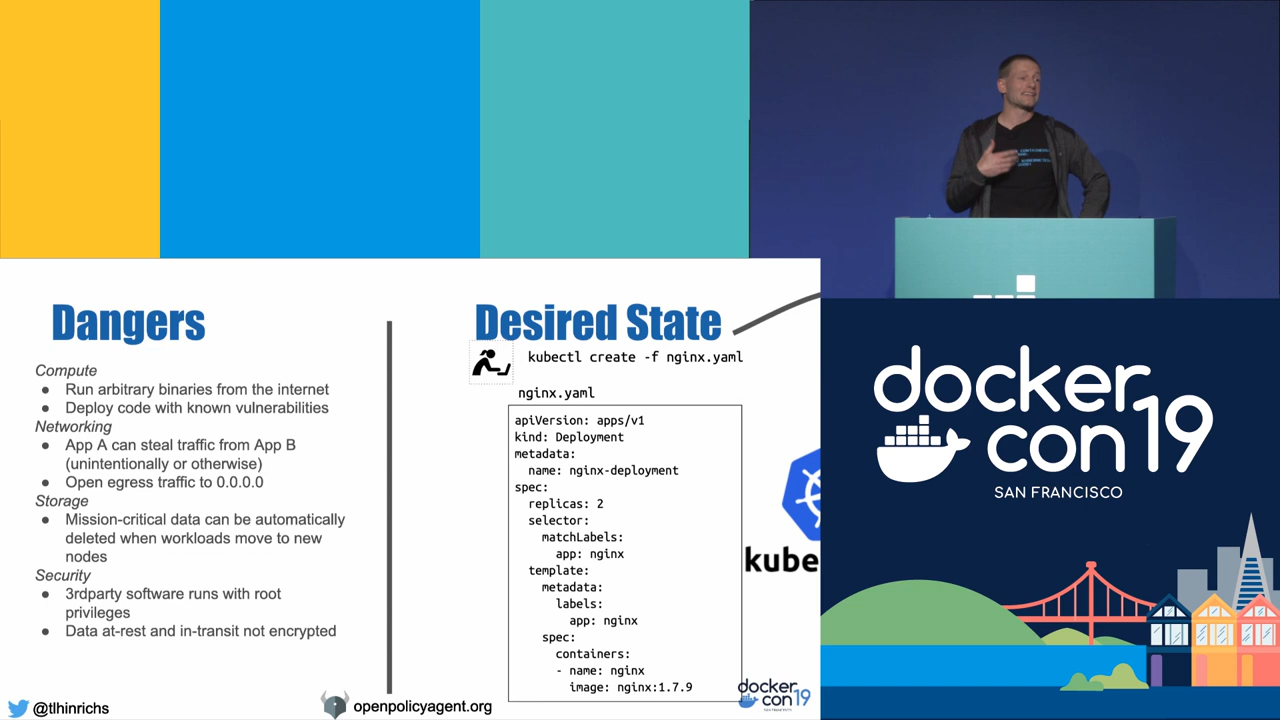 Dangers
Compute
● Run arbitrary binaries from the internet
● Deploy code with known vulnerabilities
Networking
● App A can steal traffic from App B
(unintentionally or otherwise)
● Open egress traffic to 0.0.0.0
Storage
● Mission-critical data can be automatically
deleted when workloads move to new
nodes
Security
● 3rdparty software runs with root
privileges
● Data at-rest and in-transit not encrypted
Desired State
kubectl create -f nginx.yaml
nginx.yaml
apiVersion: apps/v1
kind: Deployment
metadata:
name: nginx-deployment
spec:
replicas: 2
selector:
matchLabels:
app: nginx
template:
metadata:
labels:
app: nginx
spec:
containers:
- name: nginx
image: nginx:1.7.9
kube
@tlhinrichs
openpolicyagent.org
docker
con 19
docker
con 19
SAN FRANCISCO